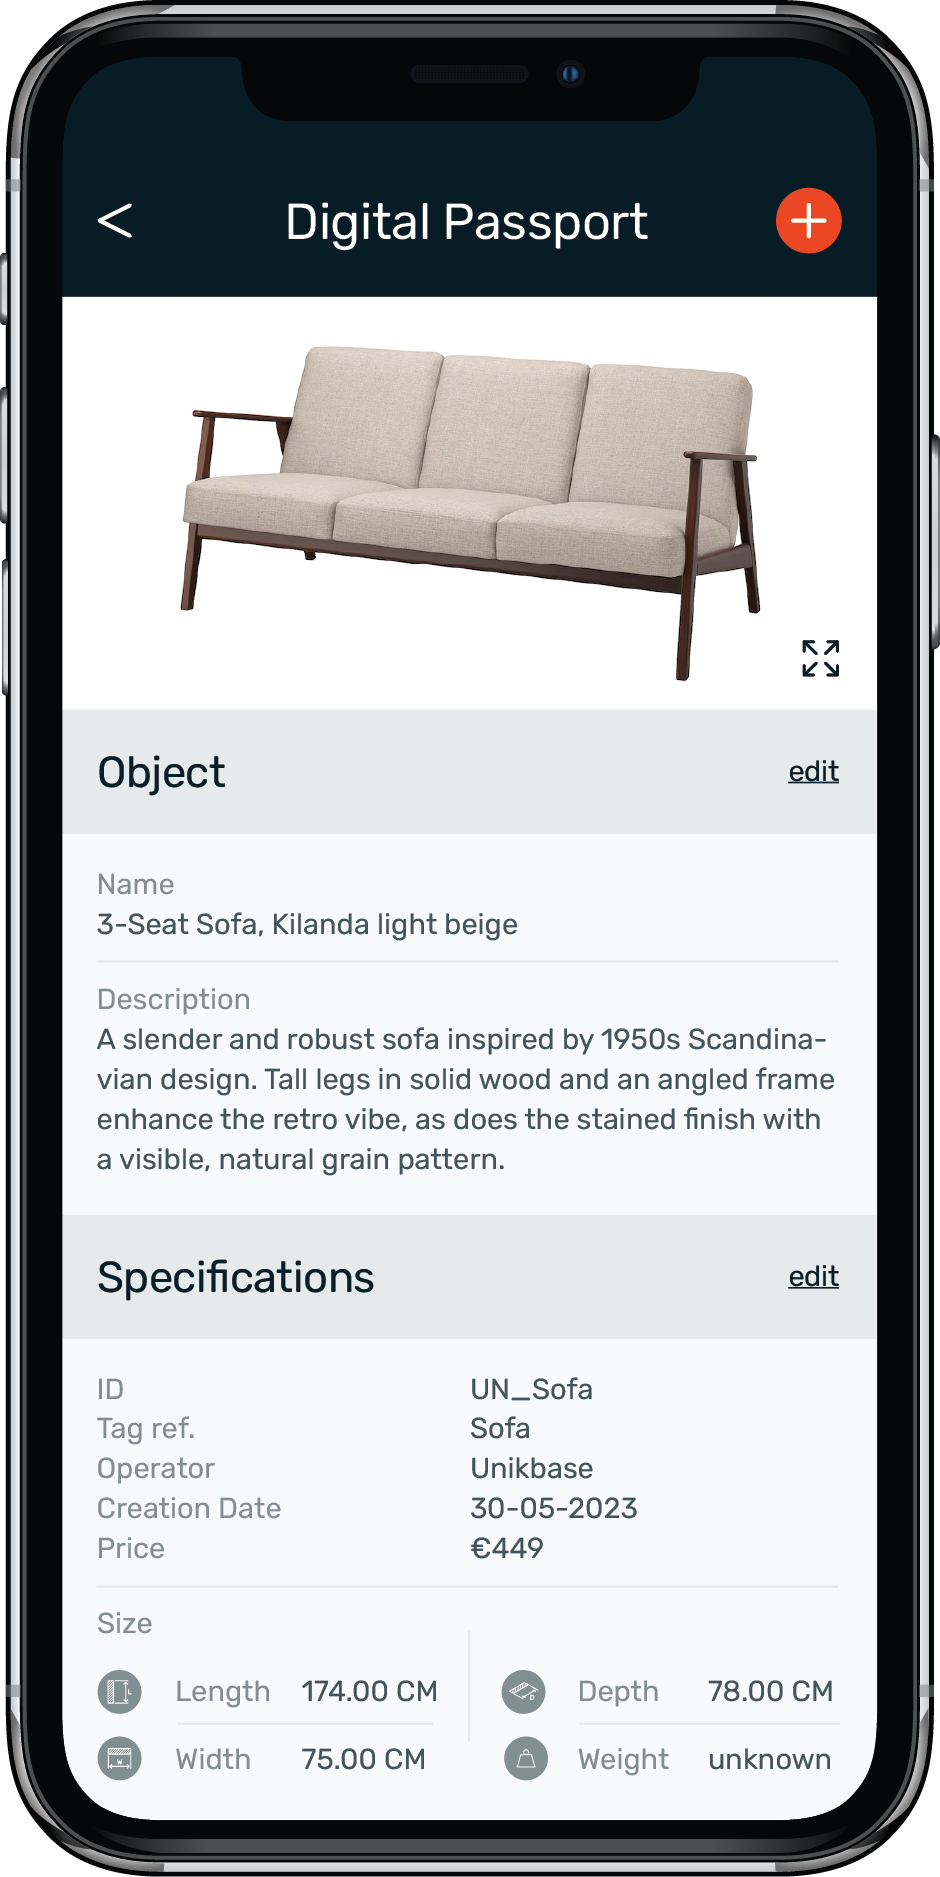 <
Digital Passport
+
Object
edit
Name
3-Seat Sofa, Kilanda light beige
Description
A slender and robust sofa inspired by 1950s Scandina-
vian design. Tall legs in solid wood and an angled frame
enhance the retro vibe, as does the stained finish with
a visible, natural grain pattern.
Specifications
edit
ID UN_Sofa
Tag ref. Sofa
Operator Unikbase
Creation Date 30-05-2023
Price €449
Size
L Length 174.00 CM
D Depth 78.00 CM
W Width 75.00 CM
Weight unknown